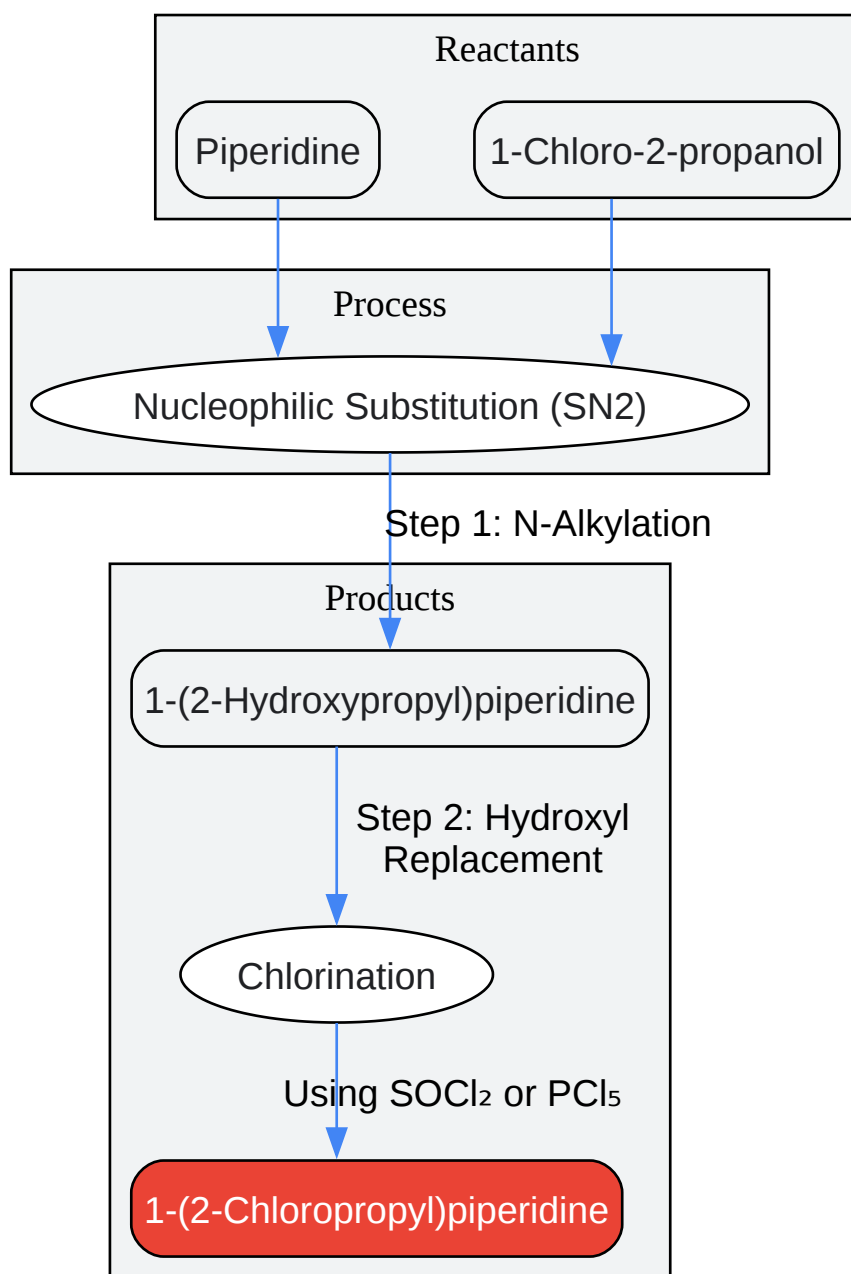 Reactants
Piperidine
1-Chloro-2-propanol
Process
Nucleophilic Substitution (SN2)
Step 1: N-Alkylation
Products
1-(2-Hydroxypropyl)piperidine
Step 2: Hydroxyl
Replacement
Chlorination
Using SOCl₂ or PCl₅
1-(2-Chloropropyl)piperidine